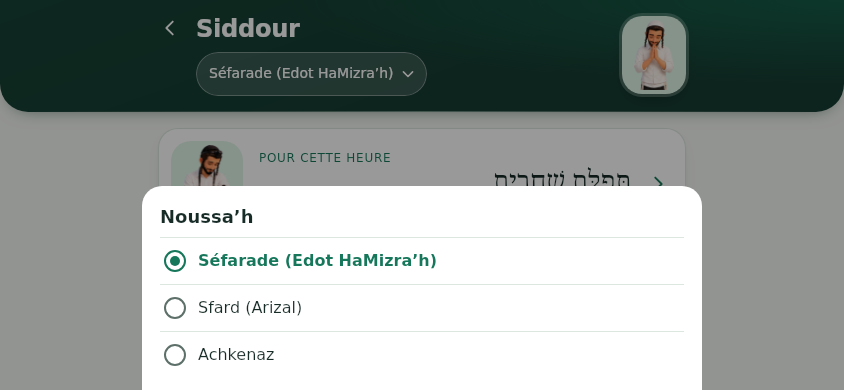 Siddour
Séfarade (Edot HaMizra’h)
POUR CETTE HEURE
תְּפִלַּת שַׁחֲרִית
Noussa’h
Séfarade (Edot HaMizra’h)
Sfard (Arizal)
Achkenaz